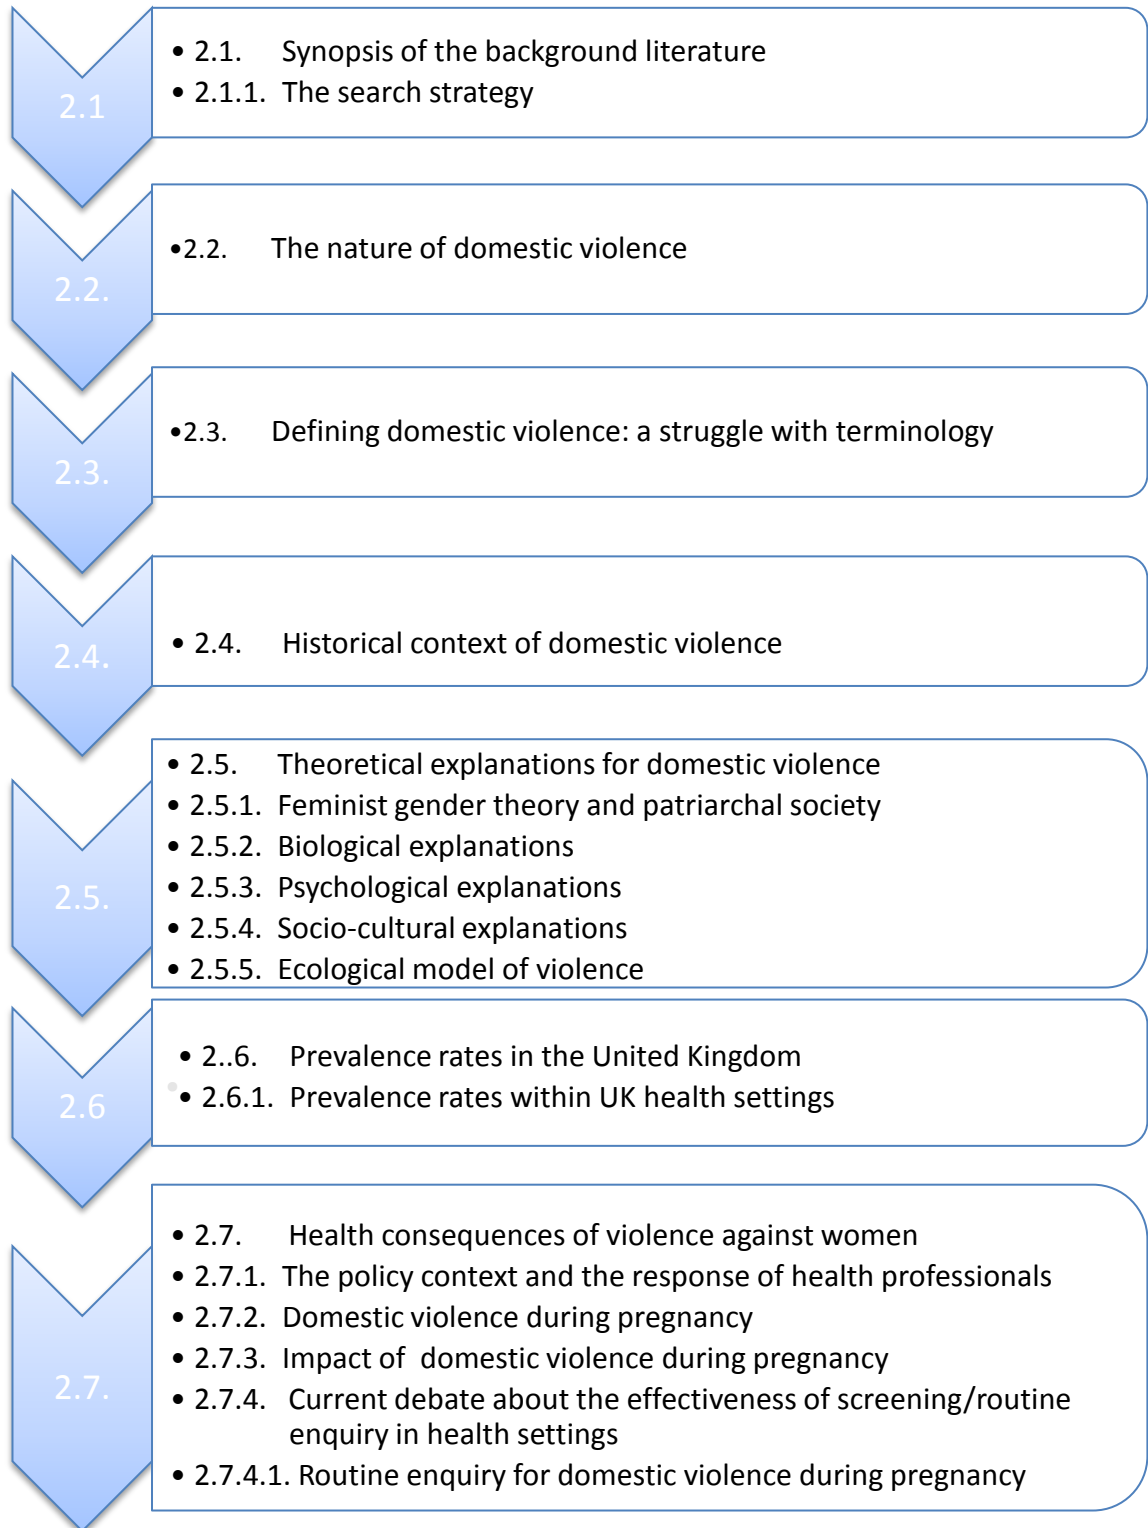 2.1
• 2.1. Synopsis of the background literature
• 2.1.1. The search strategy
2.2.
•2.2. The nature of domestic violence
2.3.
•2.3. Defining domestic violence: a struggle with terminology
2.4.
• 2.4. Historical context of domestic violence
2.5.
• 2.5. Theoretical explanations for domestic violence
• 2.5.1. Feminist gender theory and patriarchal society
• 2.5.2. Biological explanations
• 2.5.3. Psychological explanations
• 2.5.4. Socio-cultural explanations
• 2.5.5. Ecological model of violence
2.6
• 2..6. Prevalence rates in the United Kingdom
• 2.6.1. Prevalence rates within UK health settings
2.7.
• 2.7. Health consequences of violence against women
• 2.7.1. The policy context and the response of health professionals
• 2.7.2. Domestic violence during pregnancy
• 2.7.3. Impact of domestic violence during pregnancy
• 2.7.4. Current debate about the effectiveness of screening/routine
enquiry in health settings
• 2.7.4.1. Routine enquiry for domestic violence during pregnancy